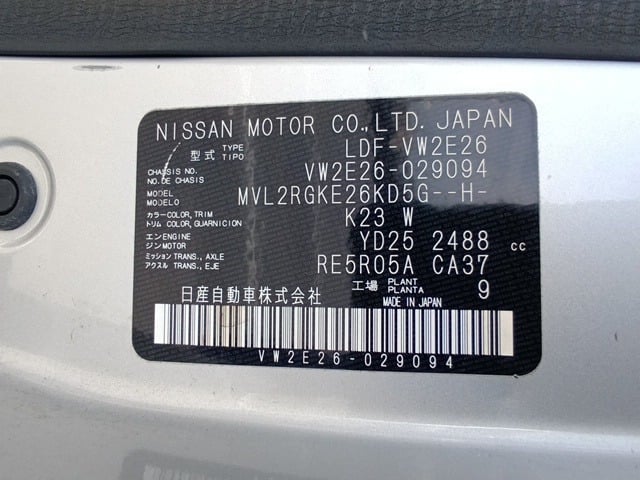 NISSAN MOTOR CO.,LTD. JAPAN
型式 TYPE TIPO LDF-VW2E26
CHASSIS NO. NO.DE CHASIS VW2E26-029094
MODEL MODELO MVL2RGKE26KD5G--H-
カラー COLOR, TRIM トリム COLOR, GUARNICION K23 W
エンジン ENGINE MOTOR YD25 2488 cc
ミッション TRANS., AXLE アクスル TRANS., EJE RE5R05A CA37
工場 PLANT PLANTA 9
日産自動車株式会社 MADE IN JAPAN
VW2E26-029094